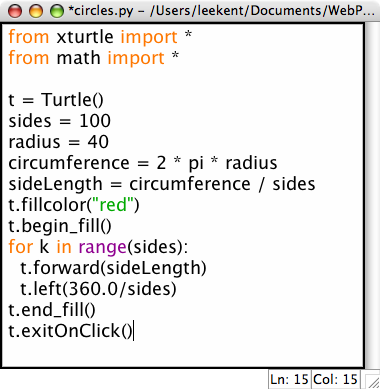 *circles.py - /Users/leekent/Documents/WebP...
from xturtle import *
from math import *
t = Turtle()
sides = 100
radius = 40
circumference = 2 * pi * radius
sideLength = circumference / sides
t.fillcolor("red")
t.begin_fill()
for k in range(sides):
  t.forward(sideLength)
  t.left(360.0/sides)
t.end_fill()
t.exitOnClick()
Ln: 15 Col: 15